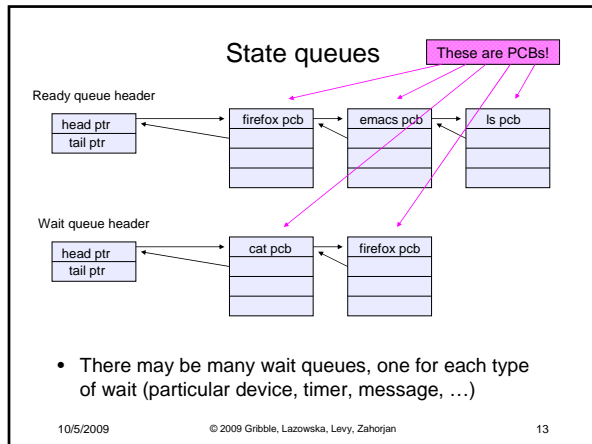 State queues
These are PCBs!
Ready queue header
head ptr
tail ptr
firefox pcb
emacs pcb
ls pcb
Wait queue header
head ptr
tail ptr
cat pcb
firefox pcb
• There may be many wait queues, one for each type
of wait (particular device, timer, message, …)
10/5/2009
© 2009 Gribble, Lazowska, Levy, Zahorjan
13